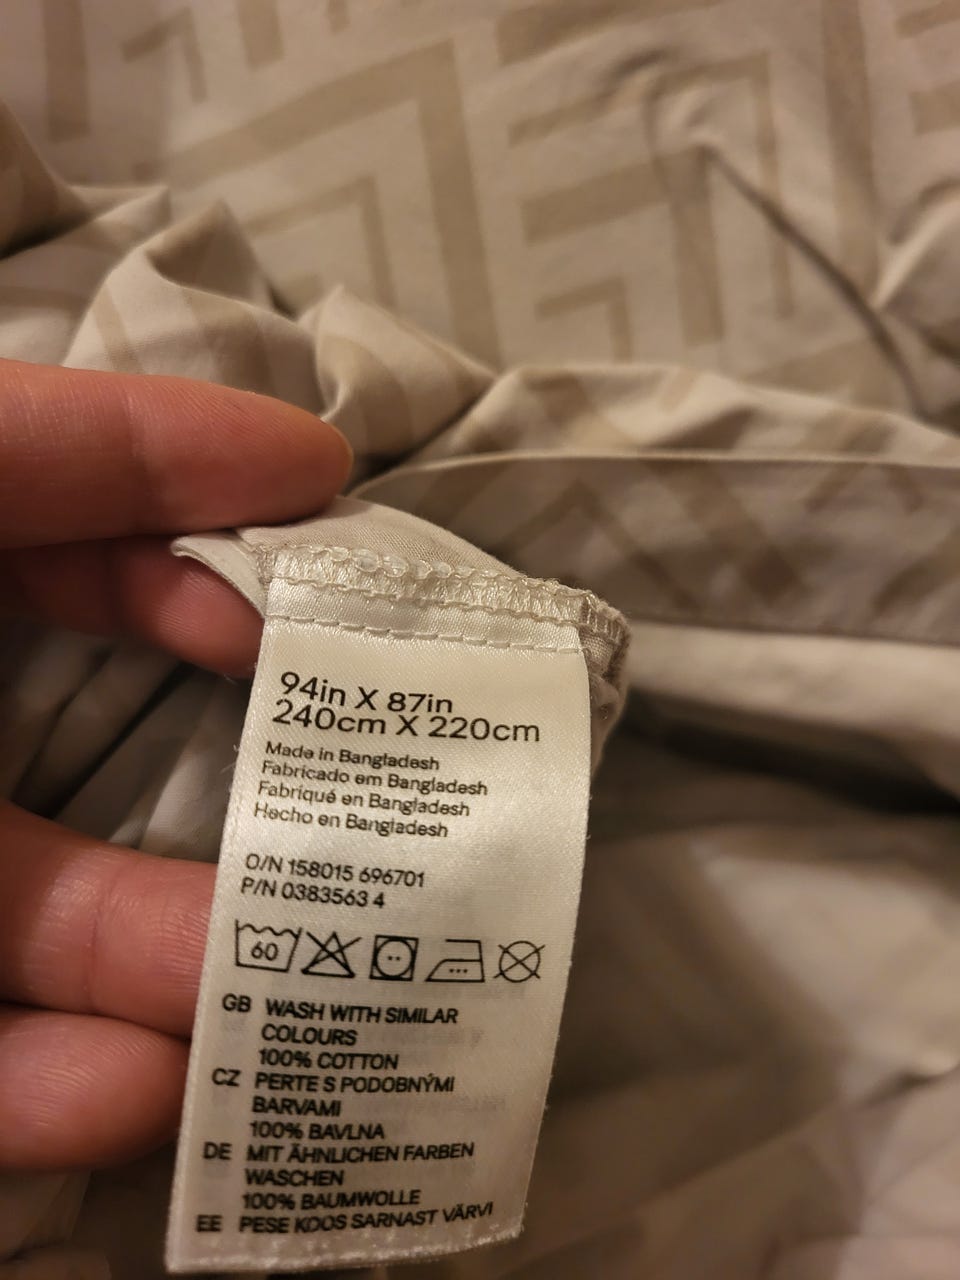 94in X 87in
240cm X 220cm
Made in Bangladesh
Fabricado em Bangladesh
Fabriqué en Bangladesh
Hecho en Bangladesh
O/N 158015 696701
P/N 0383563 4
60
GB WASH WITH SIMILAR
COLOURS
100% COTTON
CZ PERTE S PODOBNÝMI
BARVAMI
100% BAVLNA
DE MIT ÄHNLICHEN FARBEN
WASCHEN
100% BAUMWOLLE
EE PESE KOOS SARNAST VÄRVI